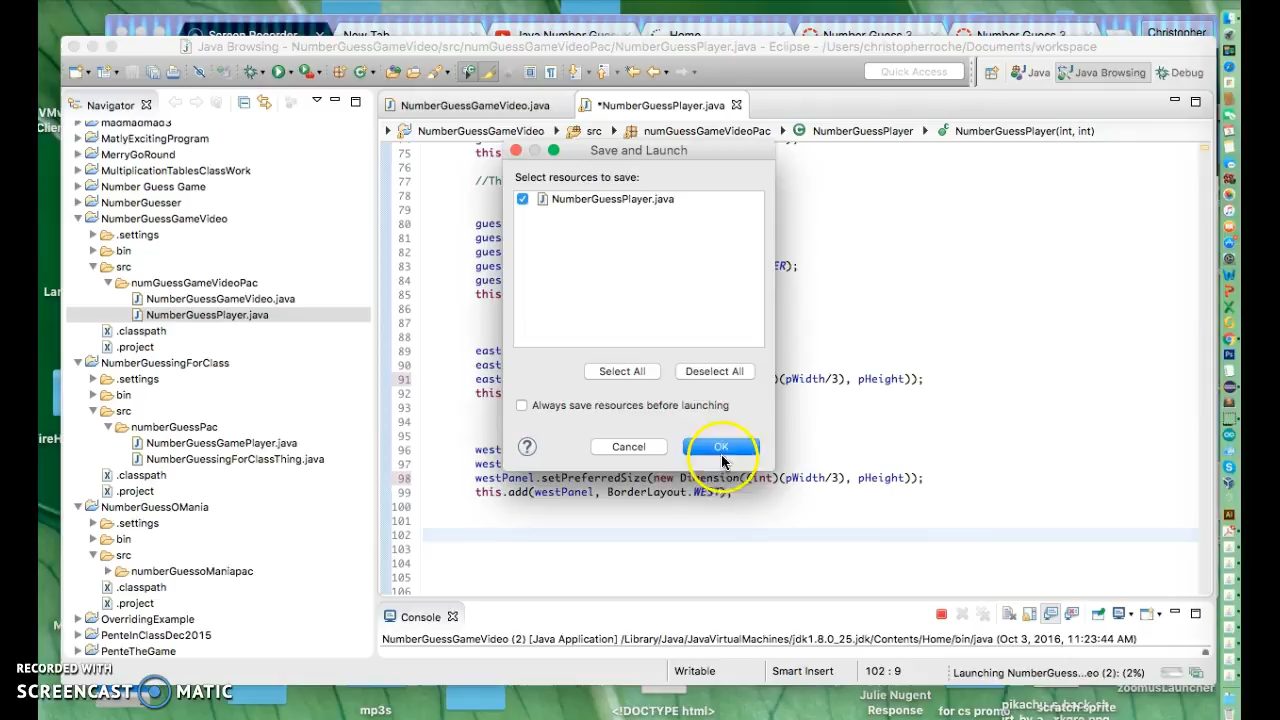 Screen Recorder
New Tab
Java Number Gues
Home
Number Guess 3
Number Guess 3
Christopher
Java Browsing - NumberGuessGameVideo/src/numGuessGameVideoPac/NumberGuessPlayer.java - Eclipse - /Users/christopherroche/Documents/workspace
Quick Access
Java
Java Browsing
Debug
Navigator
NumberGuessGameVideo.java
*NumberGuessPlayer.java
NumberGuessGameVideo
src
numGuessGameVideoPac
NumberGuessPlayer
NumberGuessPlayer(int, int)
madmadmad3
MatlyExcitingProgram
MerryGoRound
MultiplicationTablesClassWork
Number Guess Game
NumberGuesser
NumberGuessGameVideo
.settings
bin
src
numGuessGameVideoPac
NumberGuessGameVideo.java
NumberGuessPlayer.java
.classpath
.project
NumberGuessingForClass
.settings
bin
src
numberGuessPac
NumberGuessGamePlayer.java
NumberGuessingForClassThing.java
.classpath
.project
NumberGuessOMania
.settings
bin
src
numberGuessoManiapac
.classpath
.project
OverridingExample
PenteInClassDec2015
PenteTheGame
75 this
76
77 //Th
78
79
80 gues
81 gues
82 gues
83 gues ER);
84 gues
85 this
86
87
88
89 east
90 east
91 east )(pWidth/3), pHeight));
92 this
93
94
95
96 west
97 west
98 westPanel.setPreferredSize(new Dimension((int)(pWidth/3), pHeight));
99 this.add(westPanel, BorderLayout.WEST);
100
101
102
103
104
105
106
Save and Launch
Select resources to save:
NumberGuessPlayer.java
Select All
Deselect All
Always save resources before launching
?
Cancel
OK
Console
NumberGuessGameVideo (2) [Java Application] /Library/Java/JavaVirtualMachines/jdk1.8.0_25.jdk/Contents/Home/bin/java (Oct 3, 2016, 11:23:44 AM)
Writable
Smart Insert
102 : 9
Launching NumberGuess...eo (2): (2%)
RECORDED WITH
SCREENCAST MATIC
mp3s
<!DOCTYPE html>
Julie Nugent
Response
for cs promo
zoomusLauncher